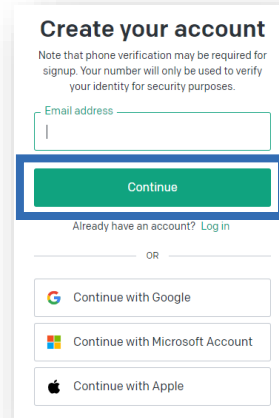 Create your account
Note that phone verification may be required for
signup. Your number will only be used to verify
your identity for security purposes.
Email address
Continue
Already have an account? Log in
OR
Continue with Google
Continue with Microsoft Account
Continue with Apple